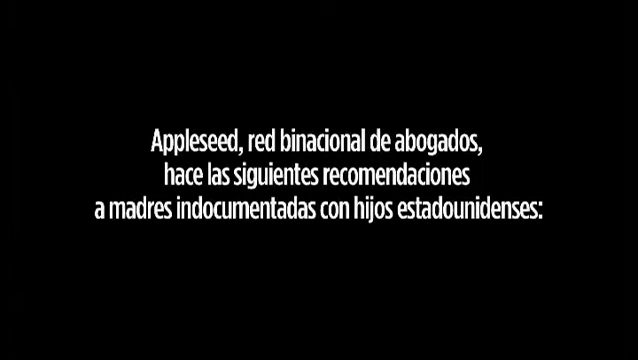 Appleseed, red binacional de abogados,
hace las siguientes recomendaciones
a madres indocumentadas con hijos estadounidenses: